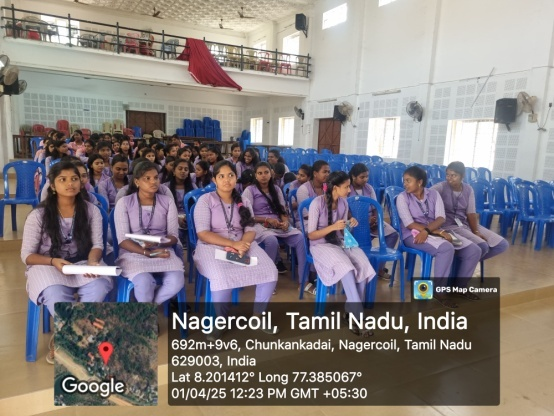 GPS Map Camera
Nagercoil, Tamil Nadu, India
692m+9v6, Chunkankadai, Nagercoil, Tamil Nadu
629003, India
Lat 8.201412° Long 77.385067°
01/04/25 12:23 PM GMT +05:30
Google